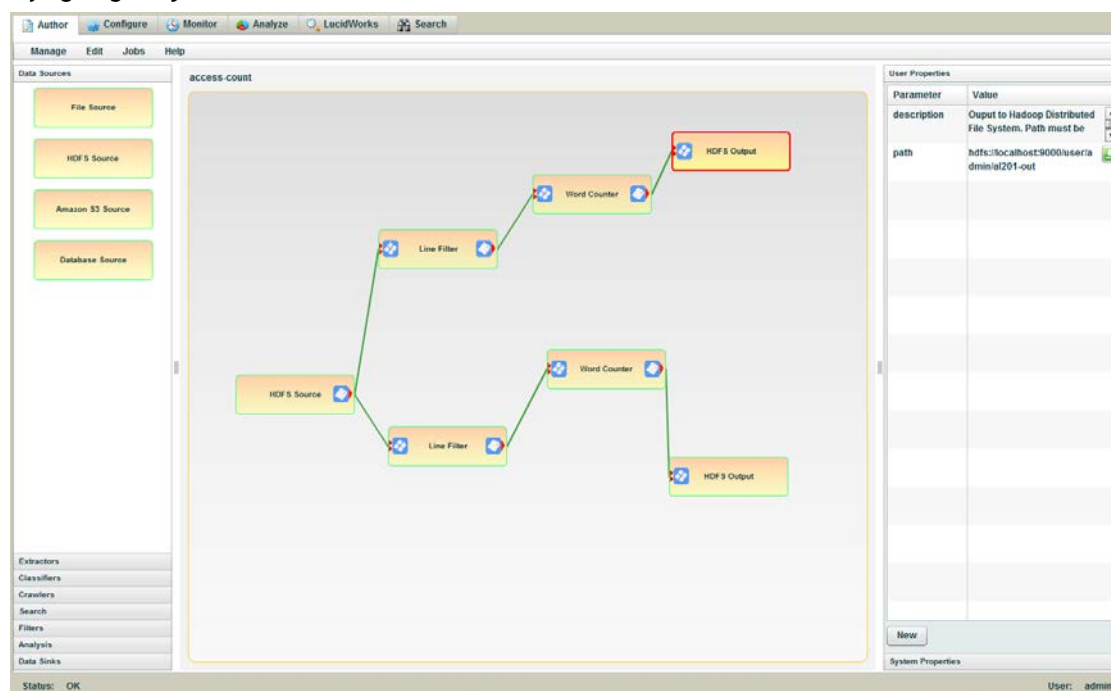 Author Configure Monitor Analyze LucidWorks Search
Manage Edit Jobs Help
Data Sources
File Source
HDFS Source
Amazon S3 Source
Database Source
Extractors
Classifiers
Crawlers
Search
Filters
Analysis
Data Sinks
access-count
HDFS Output
Word Counter
Line Filter
Word Counter
HDFS Source
Line Filter
HDFS Output
User Properties
Parameter Value
description Ouput to Hadoop Distributed
File System. Path must be
path hdfs://localhost:9000/user/a
dmin/al201-out
New
System Properties
Status: OK
User: admin